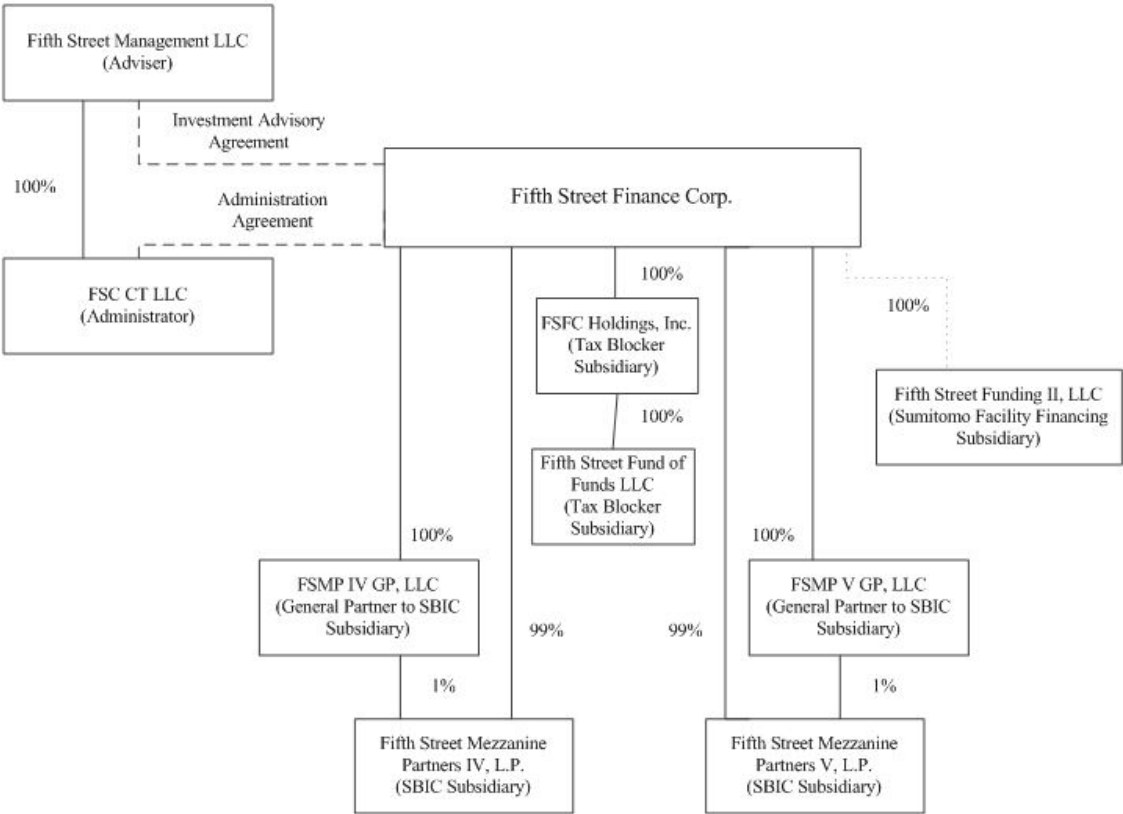 Fifth Street Management LLC
(Adviser)
Investment Advisory
Agreement
100%
Fifth Street Finance Corp.
Administration
Agreement
FSC CT LLC
(Administrator)
100%
FSFC Holdings, Inc.
(Tax Blocker
Subsidiary)
100%
100%
Fifth Street Funding II, LLC
(Sumitomo Facility Financing
Subsidiary)
Fifth Street Fund of
Funds LLC
(Tax Blocker
Subsidiary)
100%
100%
FSMP IV GP, LLC
(General Partner to SBIC
Subsidiary)
FSMP V GP, LLC
(General Partner to SBIC
Subsidiary)
99%
99%
1%
1%
Fifth Street Mezzanine
Partners IV, L.P.
(SBIC Subsidiary)
Fifth Street Mezzanine
Partners V, L.P.
(SBIC Subsidiary)